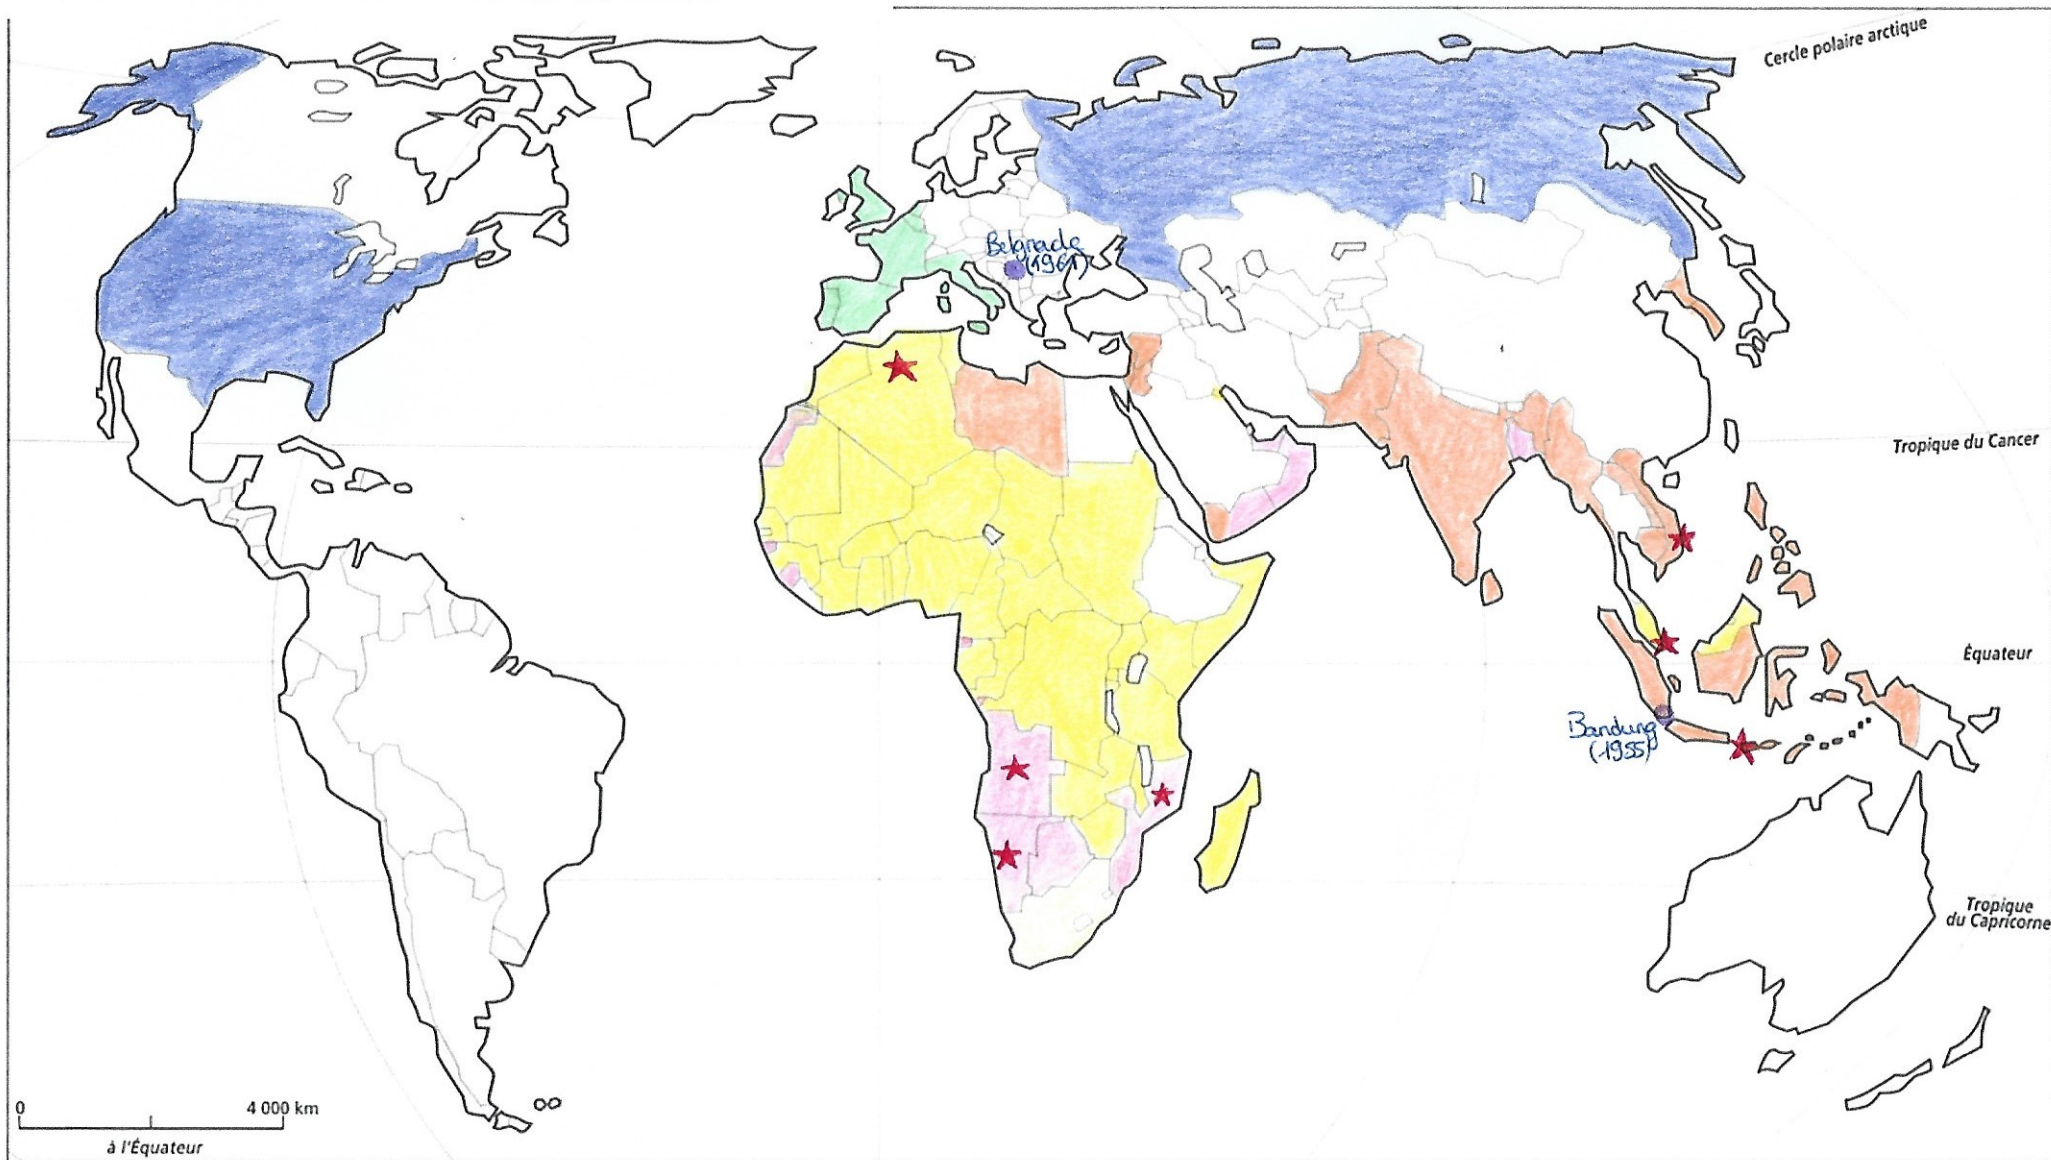 Cercle polaire arctique
Belgrade
(1961)
Tropique du Cancer
Équateur
Bandung
(1955)
Tropique
du Capricorne
0
4 000 km
à l'Équateur